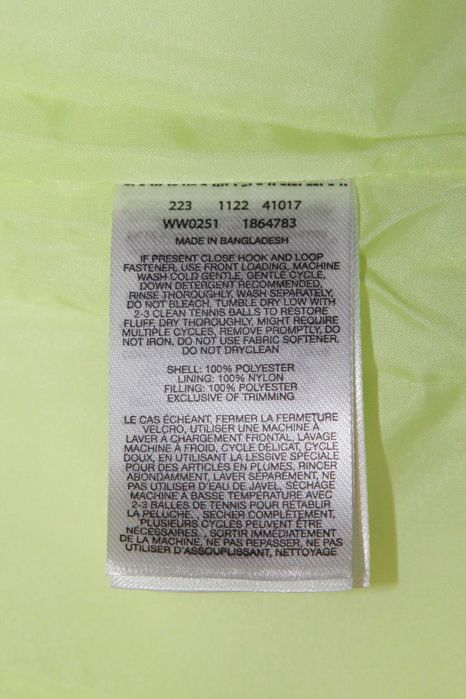 223 1122 41017
WW0251 1864783
MADE IN BANGLADESH
IF PRESENT CLOSE HOOK AND LOOP
FASTENER, USE FRONT LOADING, MACHINE
WASH COLD GENTLE, GENTLE CYCLE,
DOWN DETERGENT RECOMMENDED,
RINSE THOROUGHLY, WASH SEPARATELY,
DO NOT BLEACH, TUMBLE DRY LOW WITH
2-3 CLEAN TENNIS BALLS TO RESTORE
FLUFF, DRY THOROUGHLY, MIGHT REQUIRE
MULTIPLE CYCLES, REMOVE PROMPTLY, DO
NOT IRON, DO NOT USE FABRIC SOFTENER,
DO NOT DRYCLEAN
SHELL: 100% POLYESTER
LINING: 100% NYLON
FILLING: 100% POLYESTER
EXCLUSIVE OF TRIMMING
LE CAS ÉCHÉANT, FERMER LA FERMETURE
VELCRO, UTILISER UNE MACHINE À
LAVER À CHARGEMENT FRONTAL, LAVAGE
MACHINE À FROID, CYCLE DÉLICAT, CYCLE
DOUX, EN UTILISANT LA LESSIVE SPÉCIALE
POUR DES ARTICLES EN PLUMES, RINCER
ABONDAMMENT, LAVER SÉPARÉMENT, NE
PAS UTILISER D'EAU DE JAVEL, SÉCHAGE
MACHINE À BASSE TEMPÉRATURE AVEC
2-3 BALLES DE TENNIS POUR RETABLIR
LA PELUCHE. , SÉCHER COMPLÈTEMENT,
PLUSIEURS CYCLES PEUVENT ÊTRE
NÉCESSAIRES. , SORTIR IMMÉDIATEMENT
DE LA MACHINE, NE PAS REPASSER, NE PAS
UTILISER D'ASSOUPLISSANT, NETTOYAGE